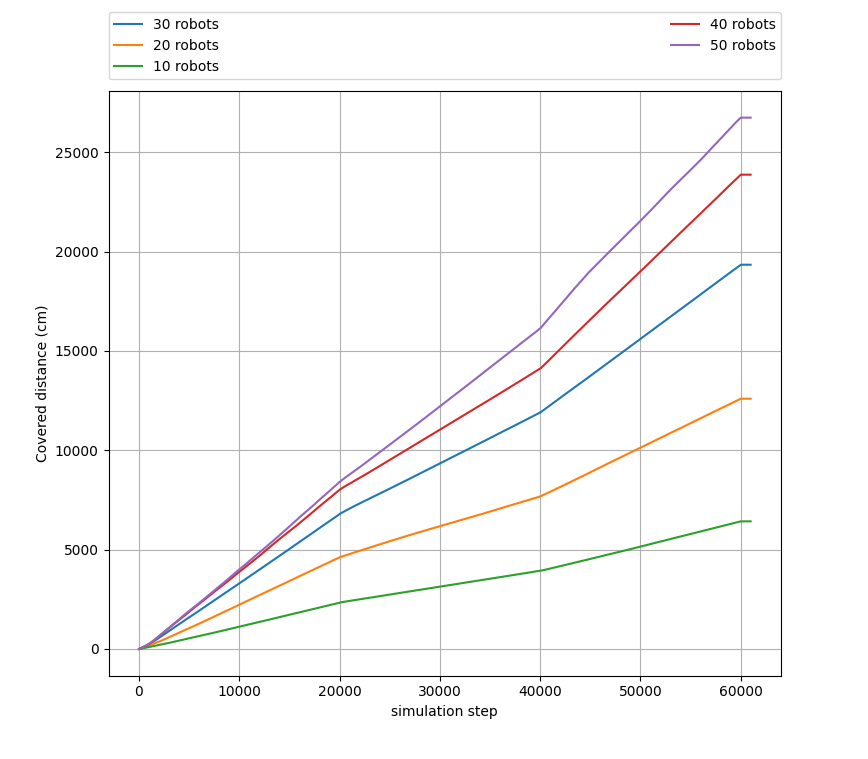 30 robots
20 robots
10 robots
40 robots
50 robots
Covered distance (cm)
25000
20000
15000
10000
5000
0
0 10000 20000 30000 40000 50000 60000
simulation step